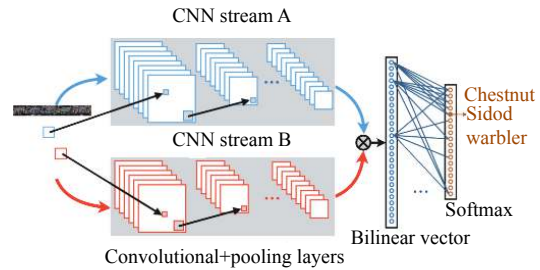 CNN stream A
...
CNN stream B
...
Convolutional+pooling layers
Bilinear vector
...
Softmax
Chestnut
Sidod
warbler